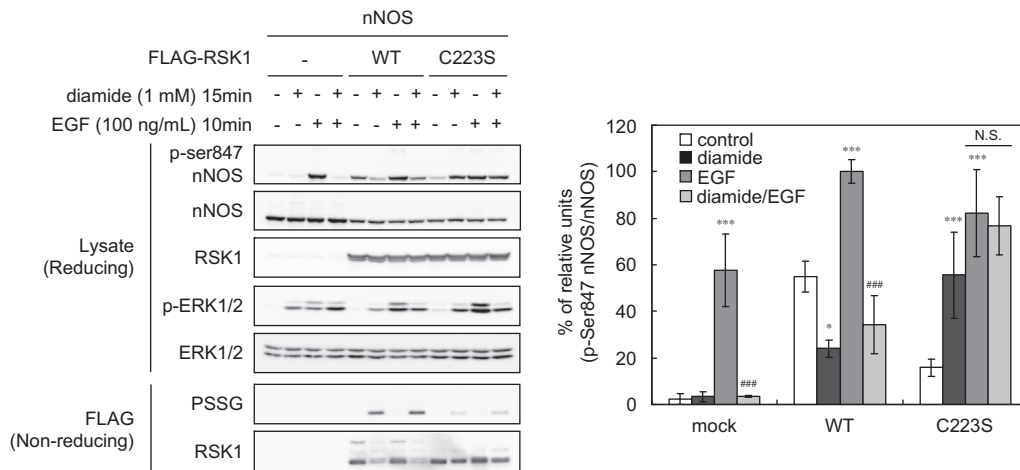 nNOS
FLAG-RSK1 - WT C223S
diamide (1 mM) 15min - + - + - + - + - + - +
EGF (100 ng/mL) 10min - - + + - - + + - - + +
p-ser847
nNOS
nNOS
RSK1
Lysate
(Reducing)
p-ERK1/2
ERK1/2
PSSG
FLAG
(Non-reducing)
RSK1
% of relative units
(p-Ser847 nNOS/nNOS)
120
100
80
60
40
20
0
control
diamide
EGF
diamide/EGF
***
###
*
***
###
***
***
N.S.
mock WT C223S